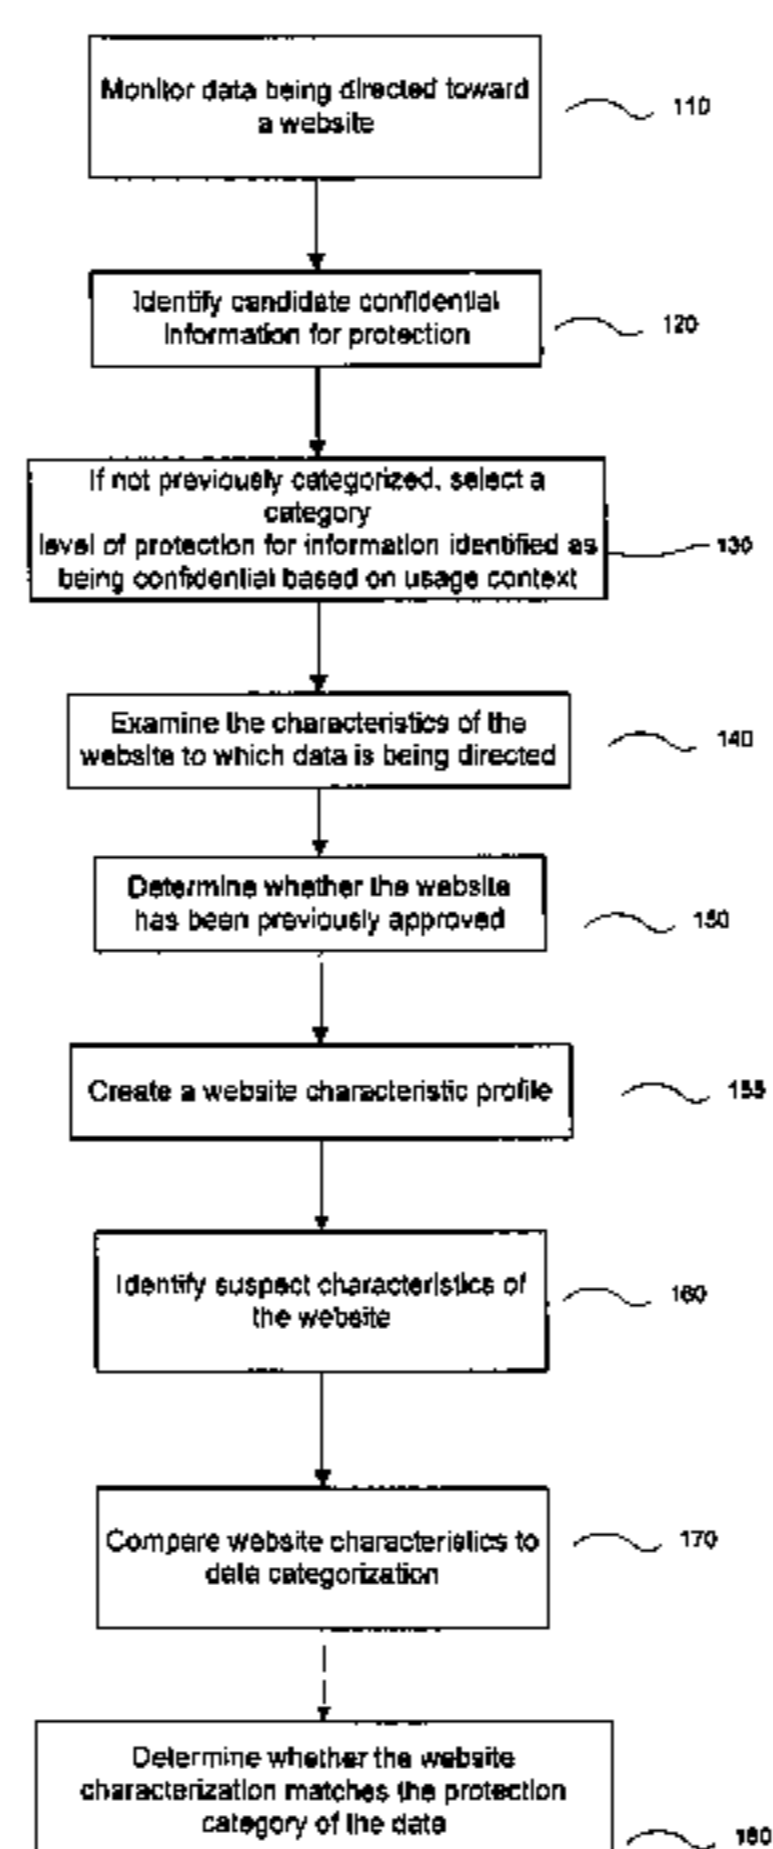 Monitor data being directed toward
a website
110
Identify candidate confidential
information for protection
120
If not previously categorized, select a
category
level of protection for information identified as
being confidential based on usage context
130
Examine the characteristics of the
website to which data is being directed
140
Determine whether the website
has been previously approved
150
Create a website characteristic profile
155
Identify suspect characteristics of
the website
160
Compare website characteristics to
data categorization
170
Determine whether the website
characterization matches the protection
category of the data